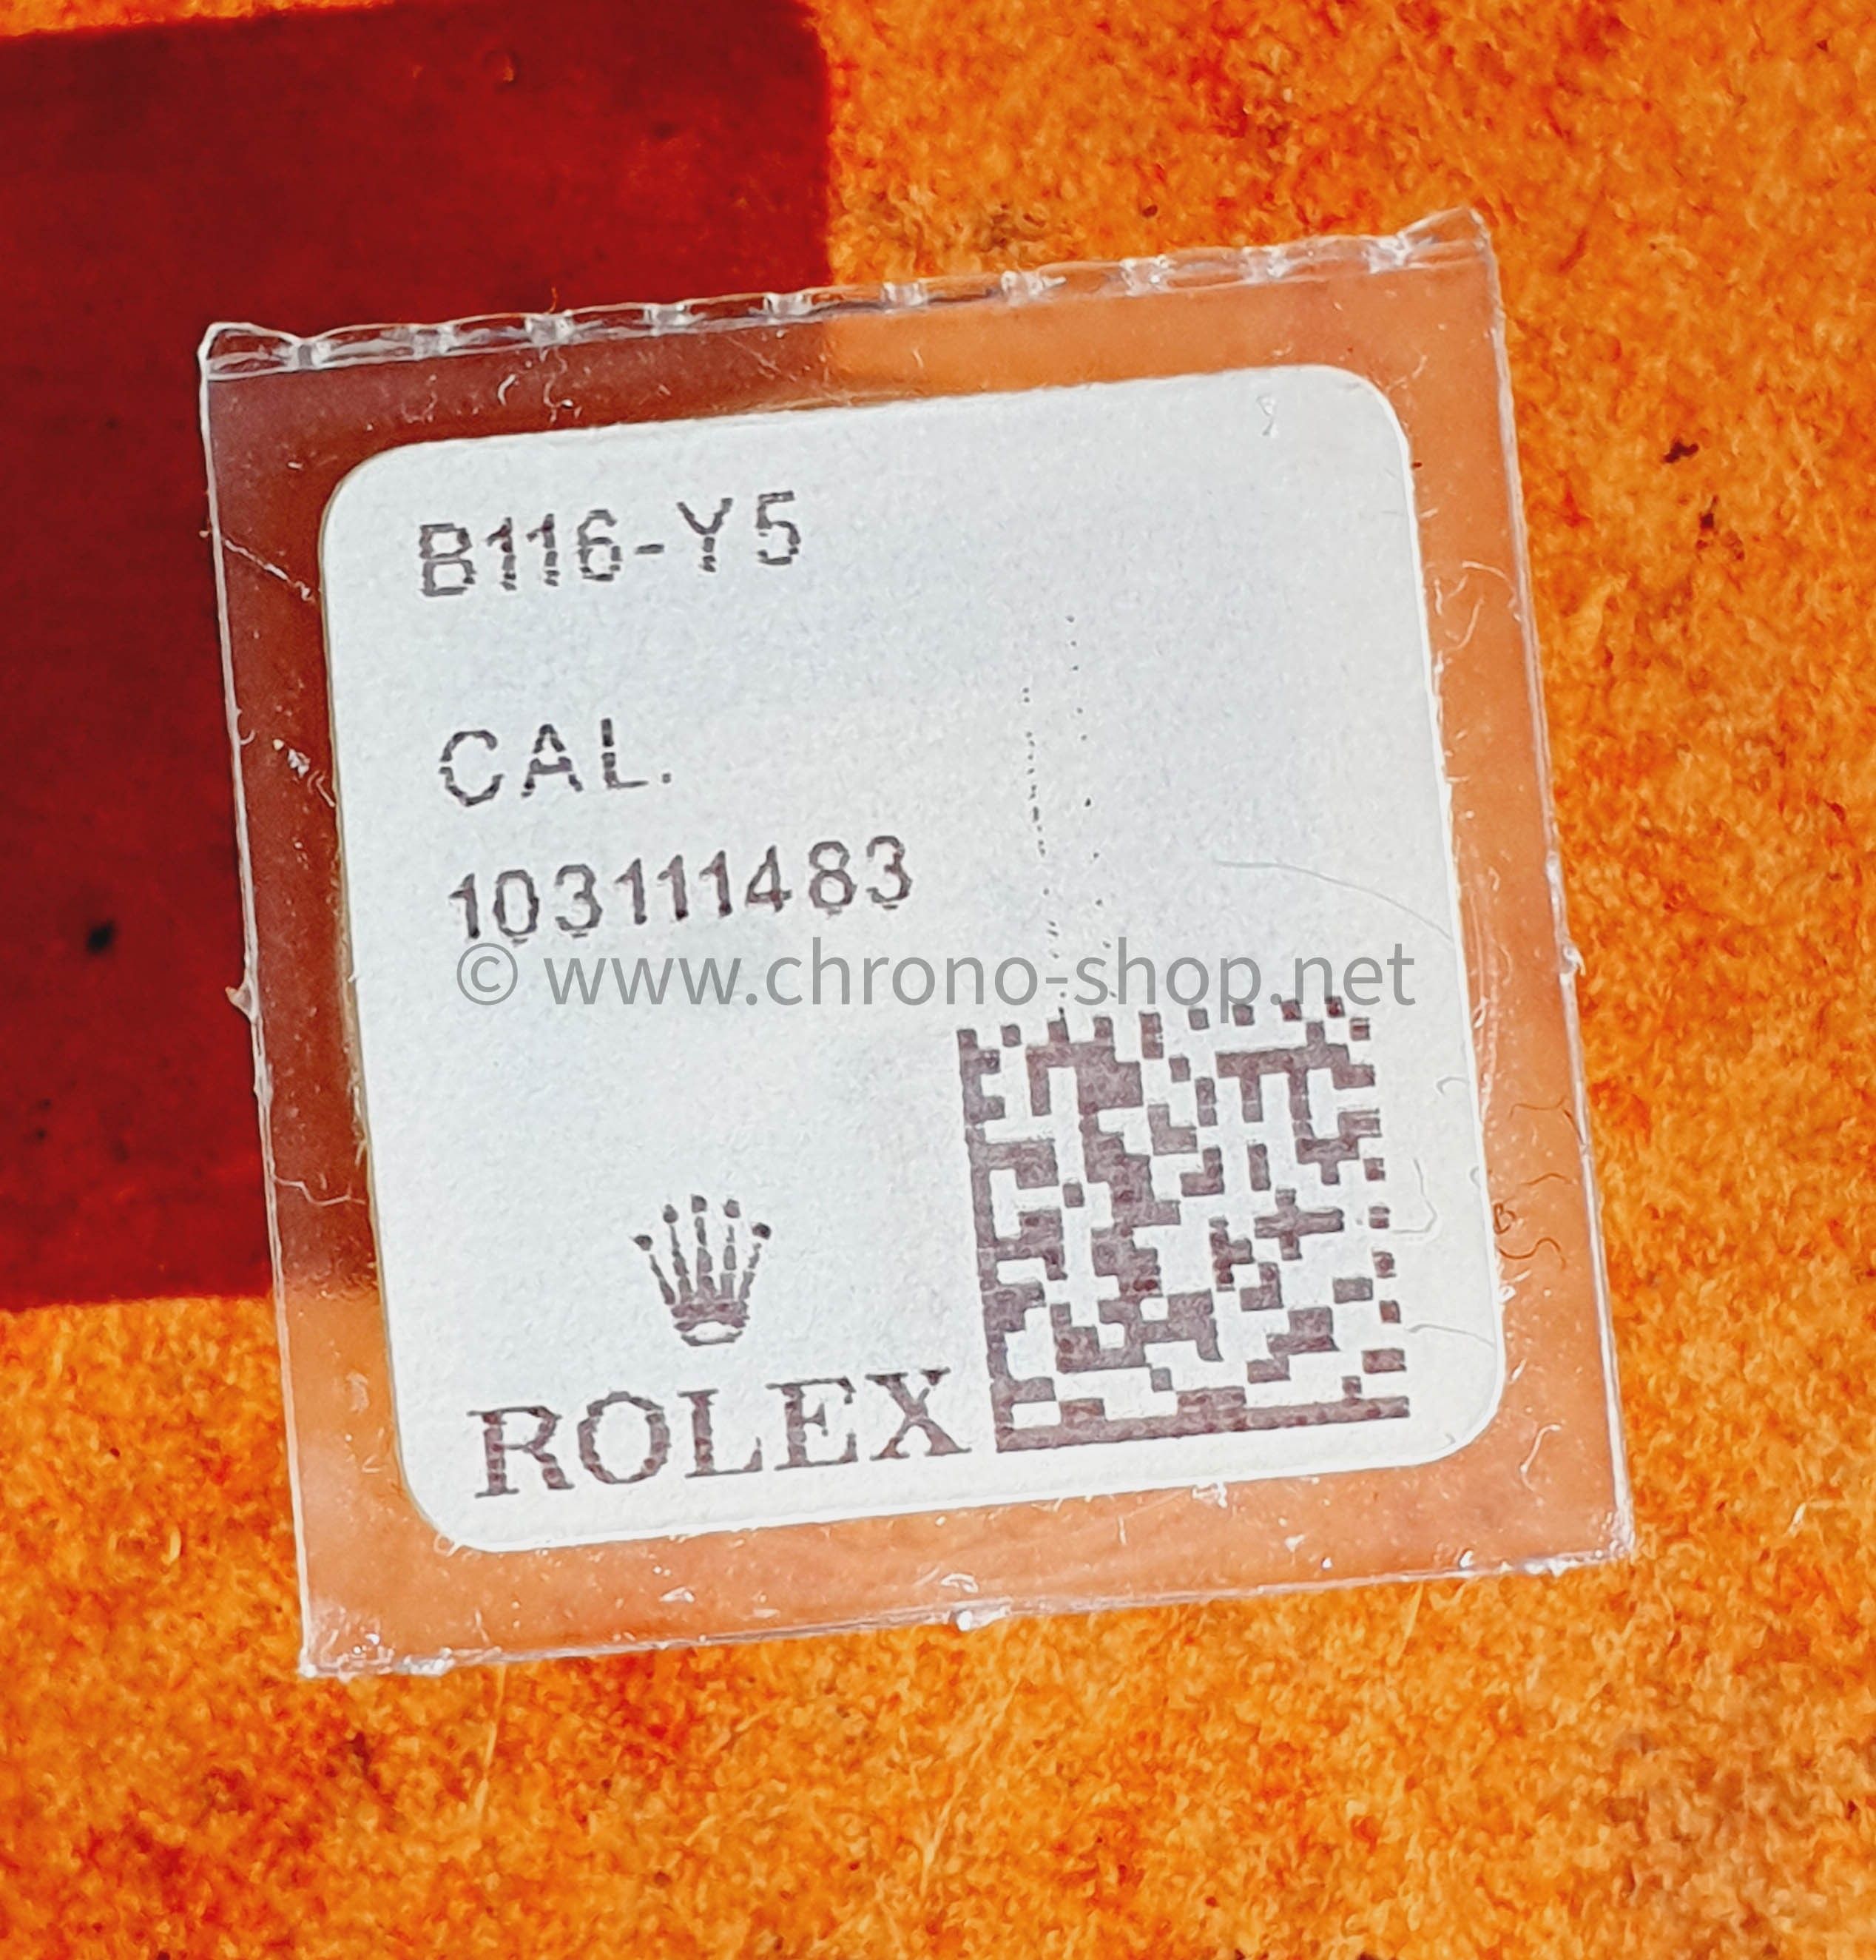 B116-Y5
CAL.
103111483
© www.chrono-shop.net
ROLEX